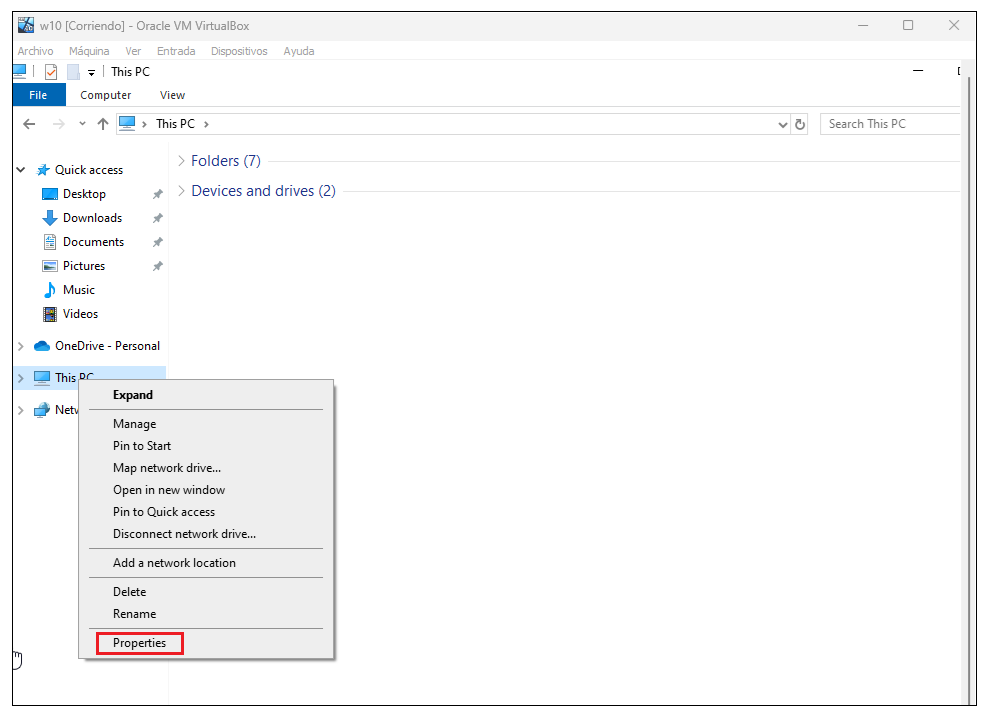 w10 [Corriendo] - Oracle VM VirtualBox
Archivo Máquina Ver Entrada Dispositivos Ayuda
This PC
File Computer View
This PC
Search This PC
Quick access
Desktop
Downloads
Documents
Pictures
Music
Videos
OneDrive - Personal
This PC
Netw
Folders (7)
Devices and drives (2)
Expand
Manage
Pin to Start
Map network drive...
Open in new window
Pin to Quick access
Disconnect network drive...
Add a network location
Delete
Rename
Properties